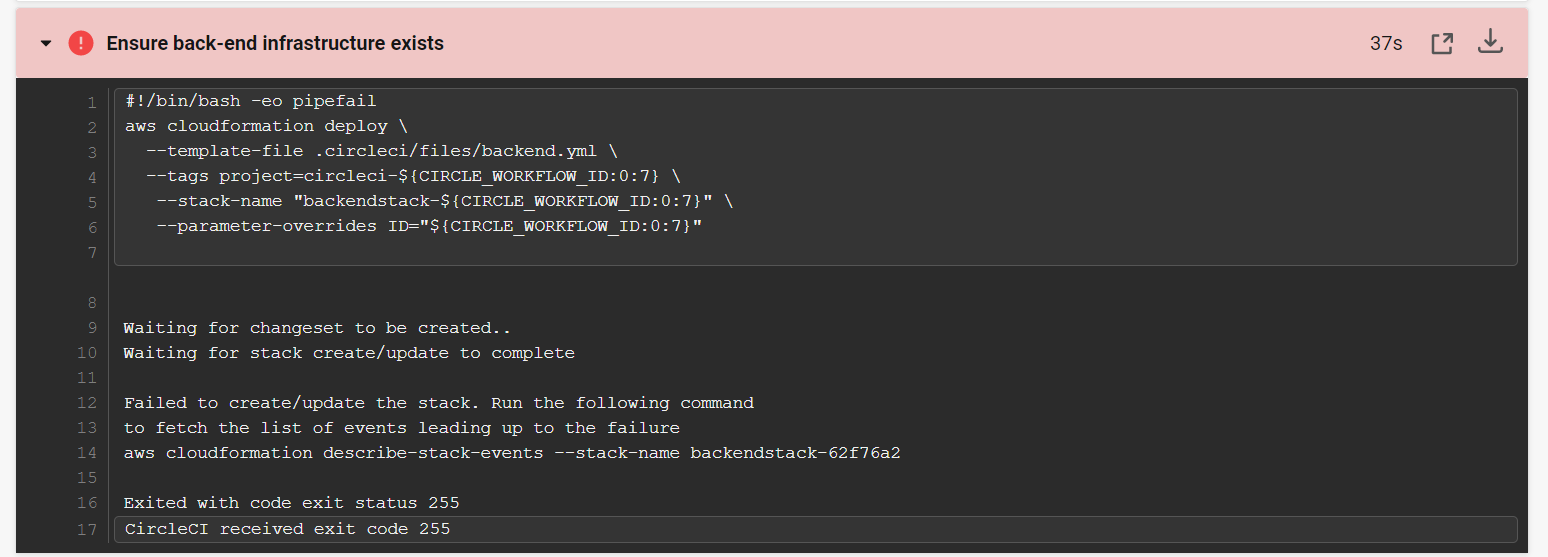 Ensure back-end infrastructure exists 37s
1 #!/bin/bash -eo pipefail
2 aws cloudformation deploy \
3 --template-file .circleci/files/backend.yml \
4 --tags project=circleci-${CIRCLE_WORKFLOW_ID:0:7} \
5 --stack-name "backendstack-${CIRCLE_WORKFLOW_ID:0:7}" \
6 --parameter-overrides ID="${CIRCLE_WORKFLOW_ID:0:7}"
7
8
9 Waiting for changeset to be created..
10 Waiting for stack create/update to complete
11
12 Failed to create/update the stack. Run the following command
13 to fetch the list of events leading up to the failure
14 aws cloudformation describe-stack-events --stack-name backendstack-62f76a2
15
16 Exited with code exit status 255
17 CircleCI received exit code 255